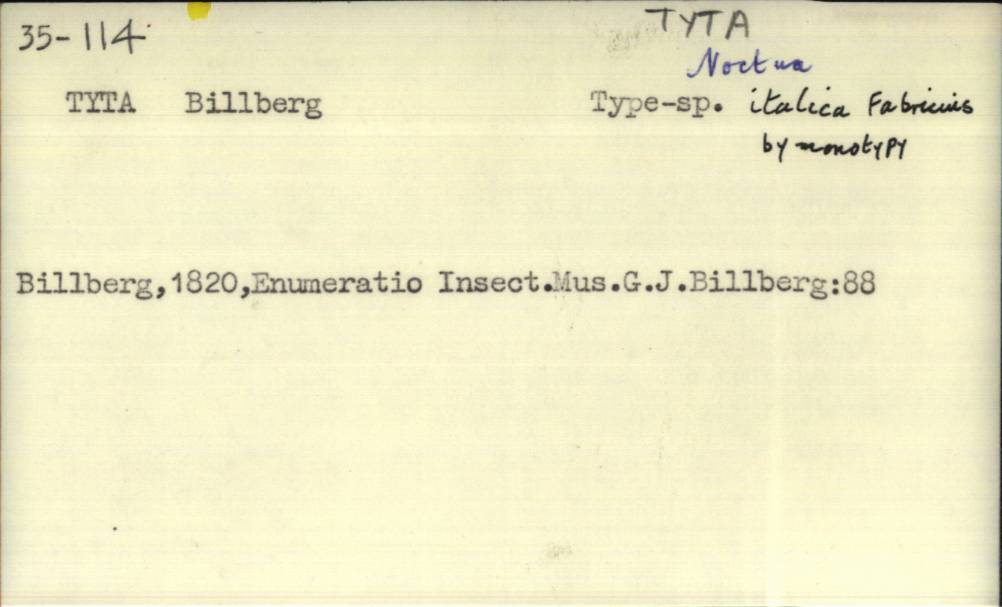 35-114
TYTA
Noctua
TYTA Billberg Type-sp. italica Fabricius
by monotypy
Billberg,1820,Enumeratio Insect.Mus.G.J.Billberg:88